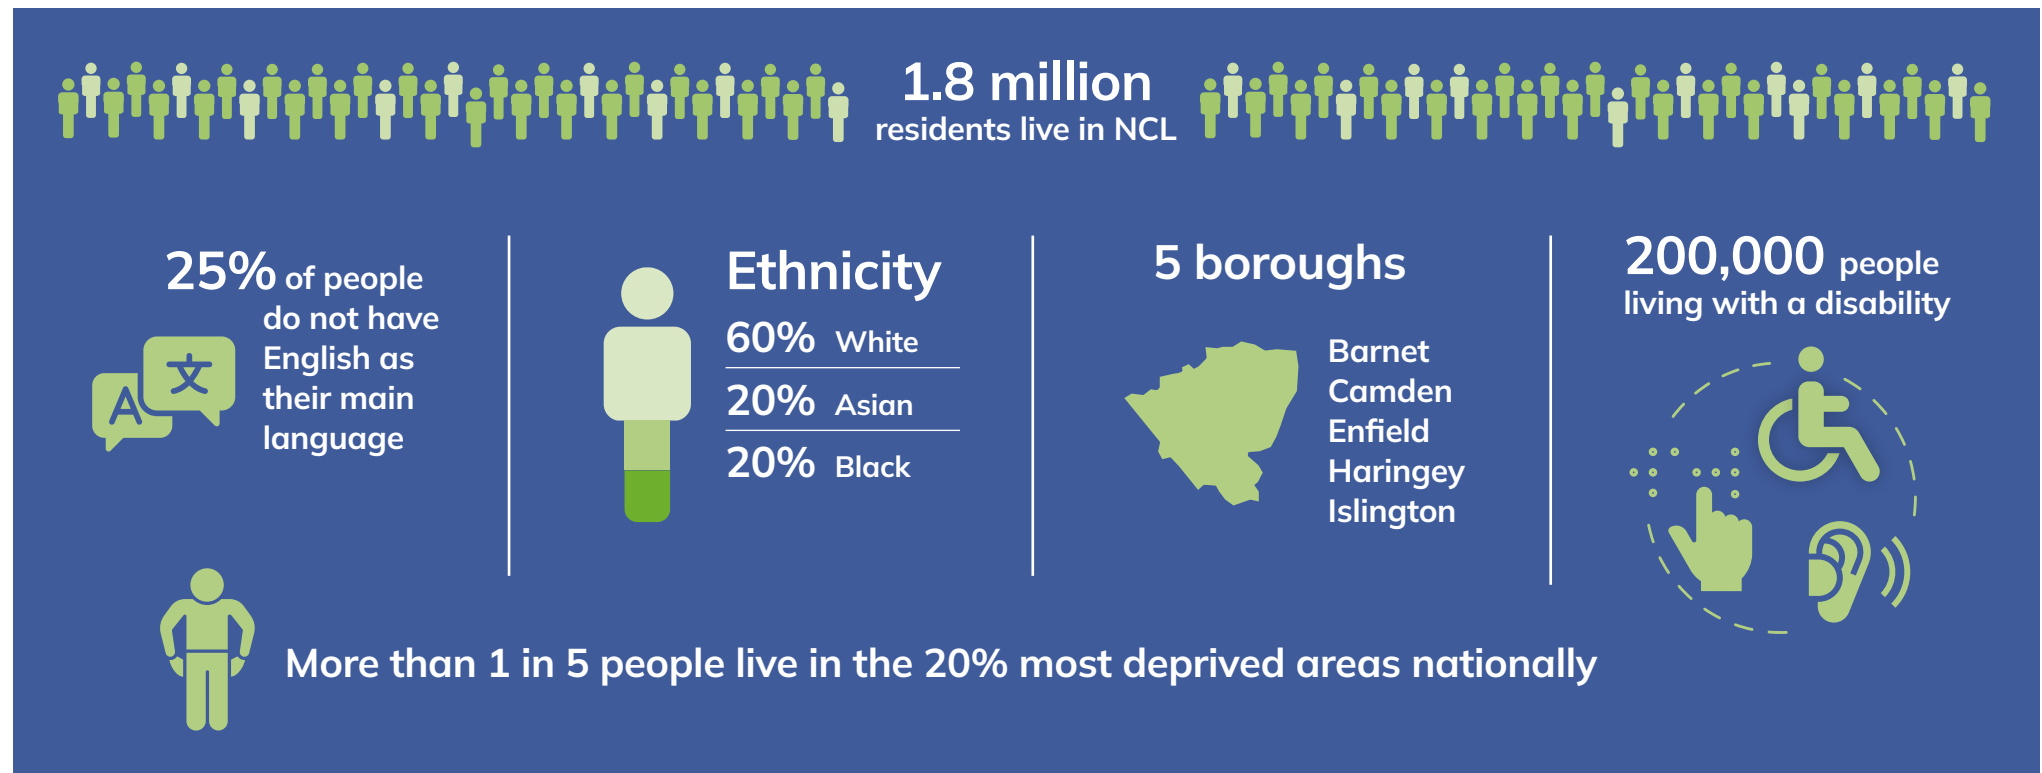 1.8 million
residents live in NCL
25% of people
do not have
English as
their main
language
A 文
Ethnicity
60% White
20% Asian
20% Black
5 boroughs
Barnet
Camden
Enfield
Haringey
Islington
200,000 people
living with a disability
More than 1 in 5 people live in the 20% most deprived areas nationally